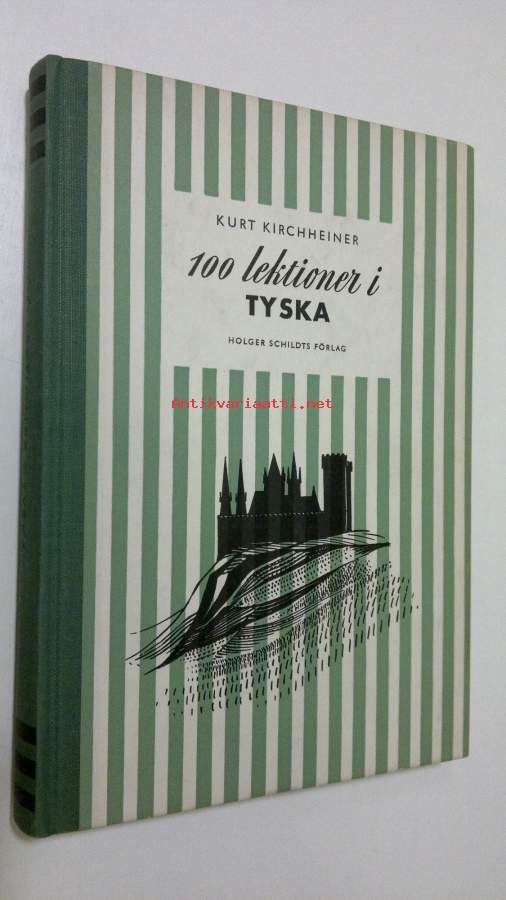 KURT KIRCHHEINER
100 lektioner i
TYSKA
HOLGER SCHILDTS FÖRLAG
Antikvariaatti.net